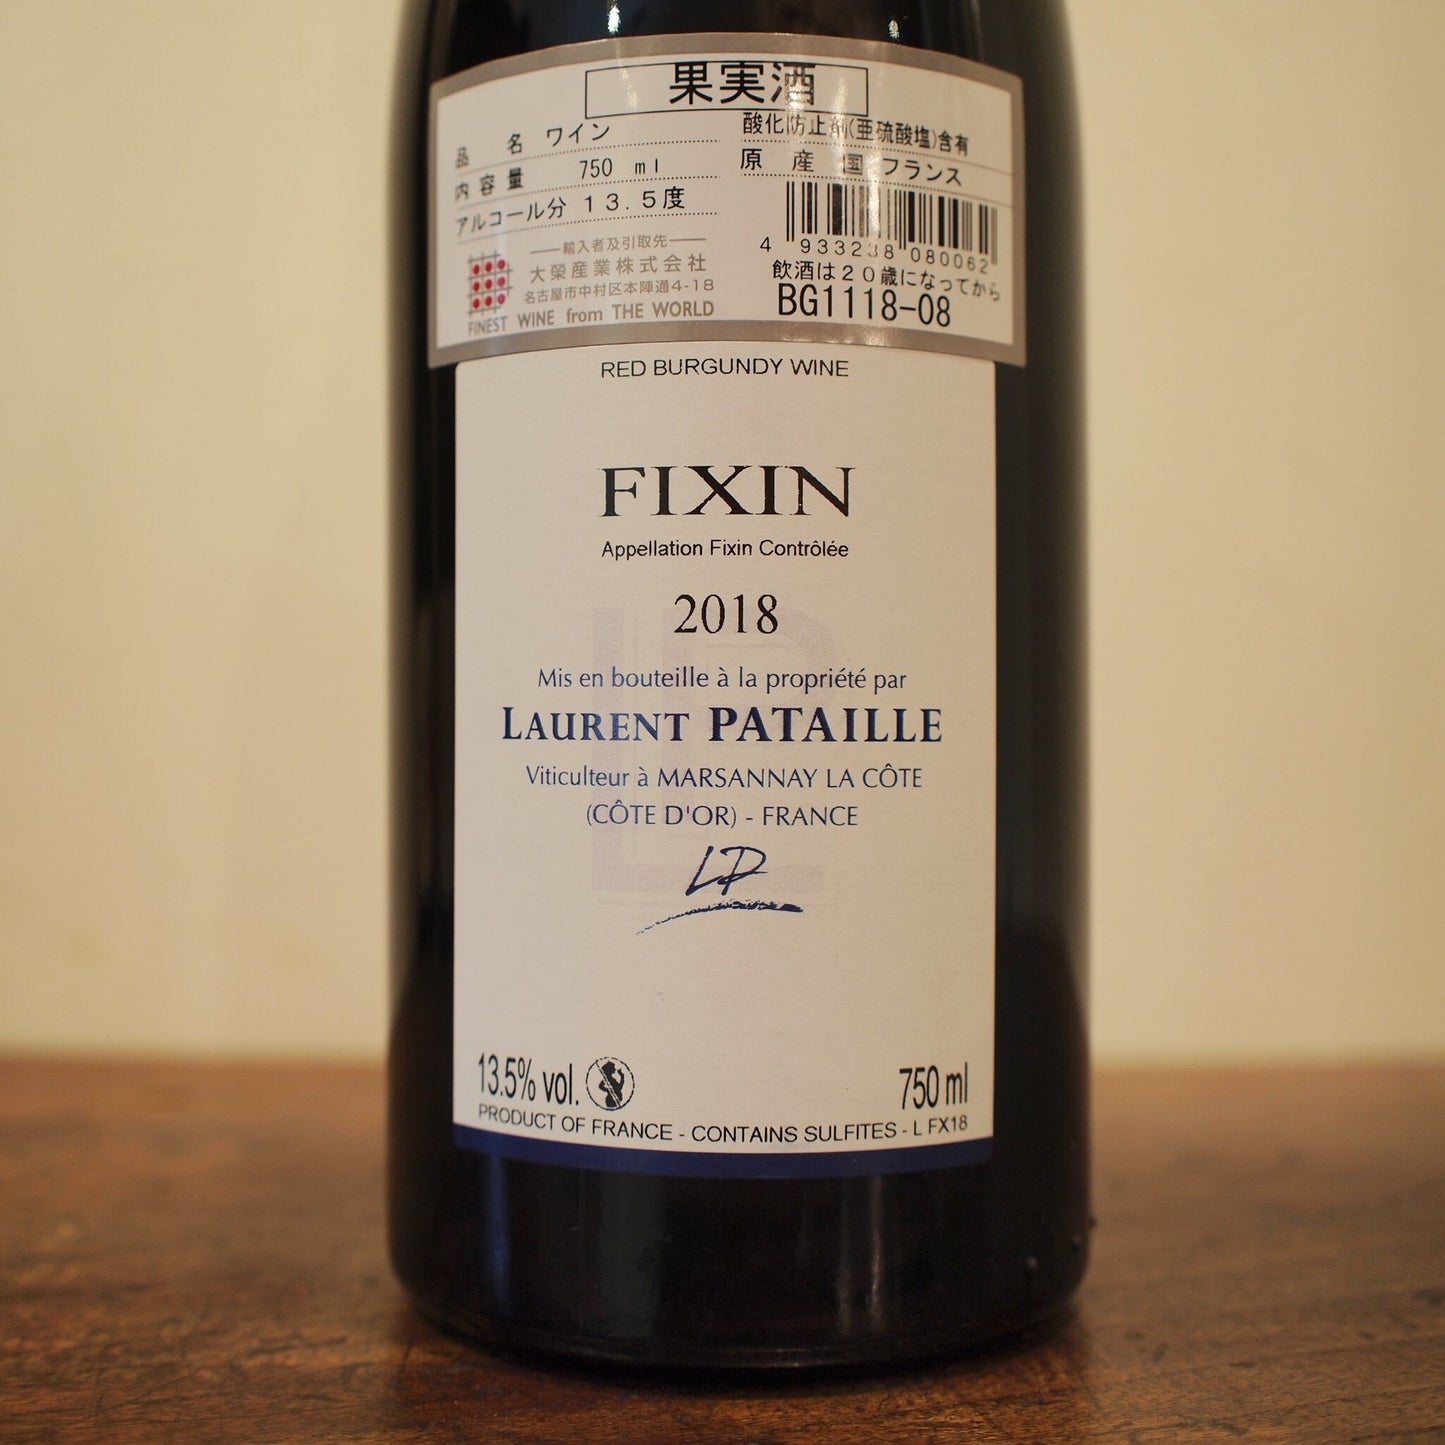 果実酒
品 名 ワイン
内容量 750 ml
アルコール分 13.5度
輸入者及引取先
大榮産業株式会社
名古屋市中村区本陣通4-18
FINEST WINE from THE WORLD
酸化防止剤(亜硫酸塩)含有
原産国 フランス
4 933238 080062
飲酒は20歳になってから
BG1118-08
RED BURGUNDY WINE
FIXIN
Appellation Fixin Contrôlée
2018
Mis en bouteille à la propriété par
LAURENT PATAILLE
Viticulteur à MARSANNAY LA CÔTE
(CÔTE D'OR) - FRANCE
LP
13.5% vol. 750 ml
PRODUCT OF FRANCE - CONTAINS SULFITES - L FX18